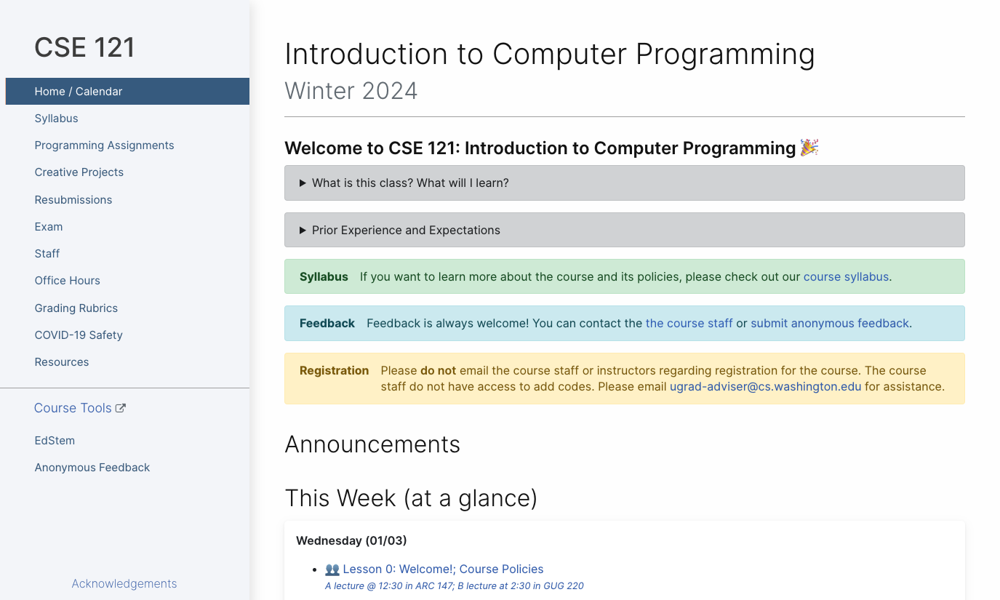 CSE 121
Home / Calendar
Syllabus
Programming Assignments
Creative Projects
Resubmissions
Exam
Staff
Office Hours
Grading Rubrics
COVID-19 Safety
Resources
Course Tools
EdStem
Anonymous Feedback
Acknowledgements
Introduction to Computer Programming
Winter 2024
Welcome to CSE 121: Introduction to Computer Programming 🎉
▶ What is this class? What will I learn?
▶ Prior Experience and Expectations
Syllabus If you want to learn more about the course and its policies, please check out our course syllabus.
Feedback Feedback is always welcome! You can contact the the course staff or submit anonymous feedback.
Registration Please do not email the course staff or instructors regarding registration for the course. The course
staff do not have access to add codes. Please email ugrad-adviser@cs.washington.edu for assistance.
Announcements
This Week (at a glance)
Wednesday (01/03)
• 👥 Lesson 0: Welcome!; Course Policies
A lecture @ 12:30 in ARC 147; B lecture at 2:30 in GUG 220